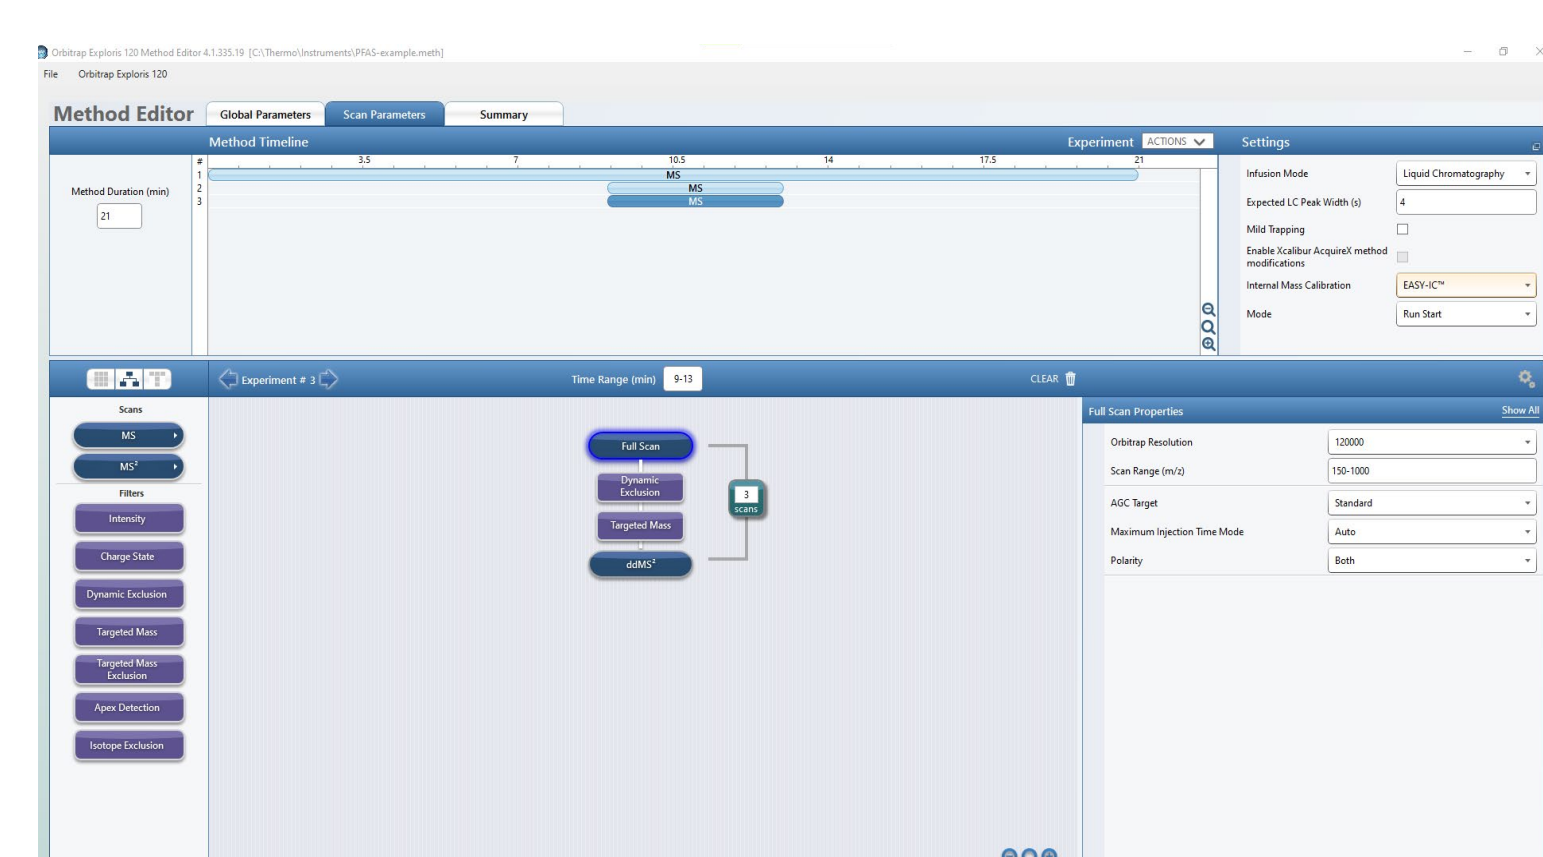 Orbitrap Exploris 120 Method Editor 4.1.335.19 [C:\Thermo\Instruments\PFAS-example.meth]
File Orbitrap Exploris 120
Method Editor Global Parameters Scan Parameters Summary
Method Timeline Experiment ACTIONS Settings
# 3.5 7 10.5 14 17.5 21
1 MS
2 MS
3 MS
Method Duration (min)
21
Infusion Mode Liquid Chromatography
Expected LC Peak Width (s) 4
Mild Trapping
Enable Xcalibur AcquireX method
modifications
Internal Mass Calibration EASY-IC™
Mode Run Start
Experiment # 3 Time Range (min) 9-13 CLEAR
Scans
MS
MS²
Filters
Intensity
Charge State
Dynamic Exclusion
Targeted Mass
Targeted Mass
Exclusion
Apex Detection
Isotope Exclusion
Full Scan
Dynamic
Exclusion
Targeted Mass
ddMS²
3
scans
Full Scan Properties Show All
Orbitrap Resolution 120000
Scan Range (m/z) 150-1000
AGC Target Standard
Maximum Injection Time Mode Auto
Polarity Both